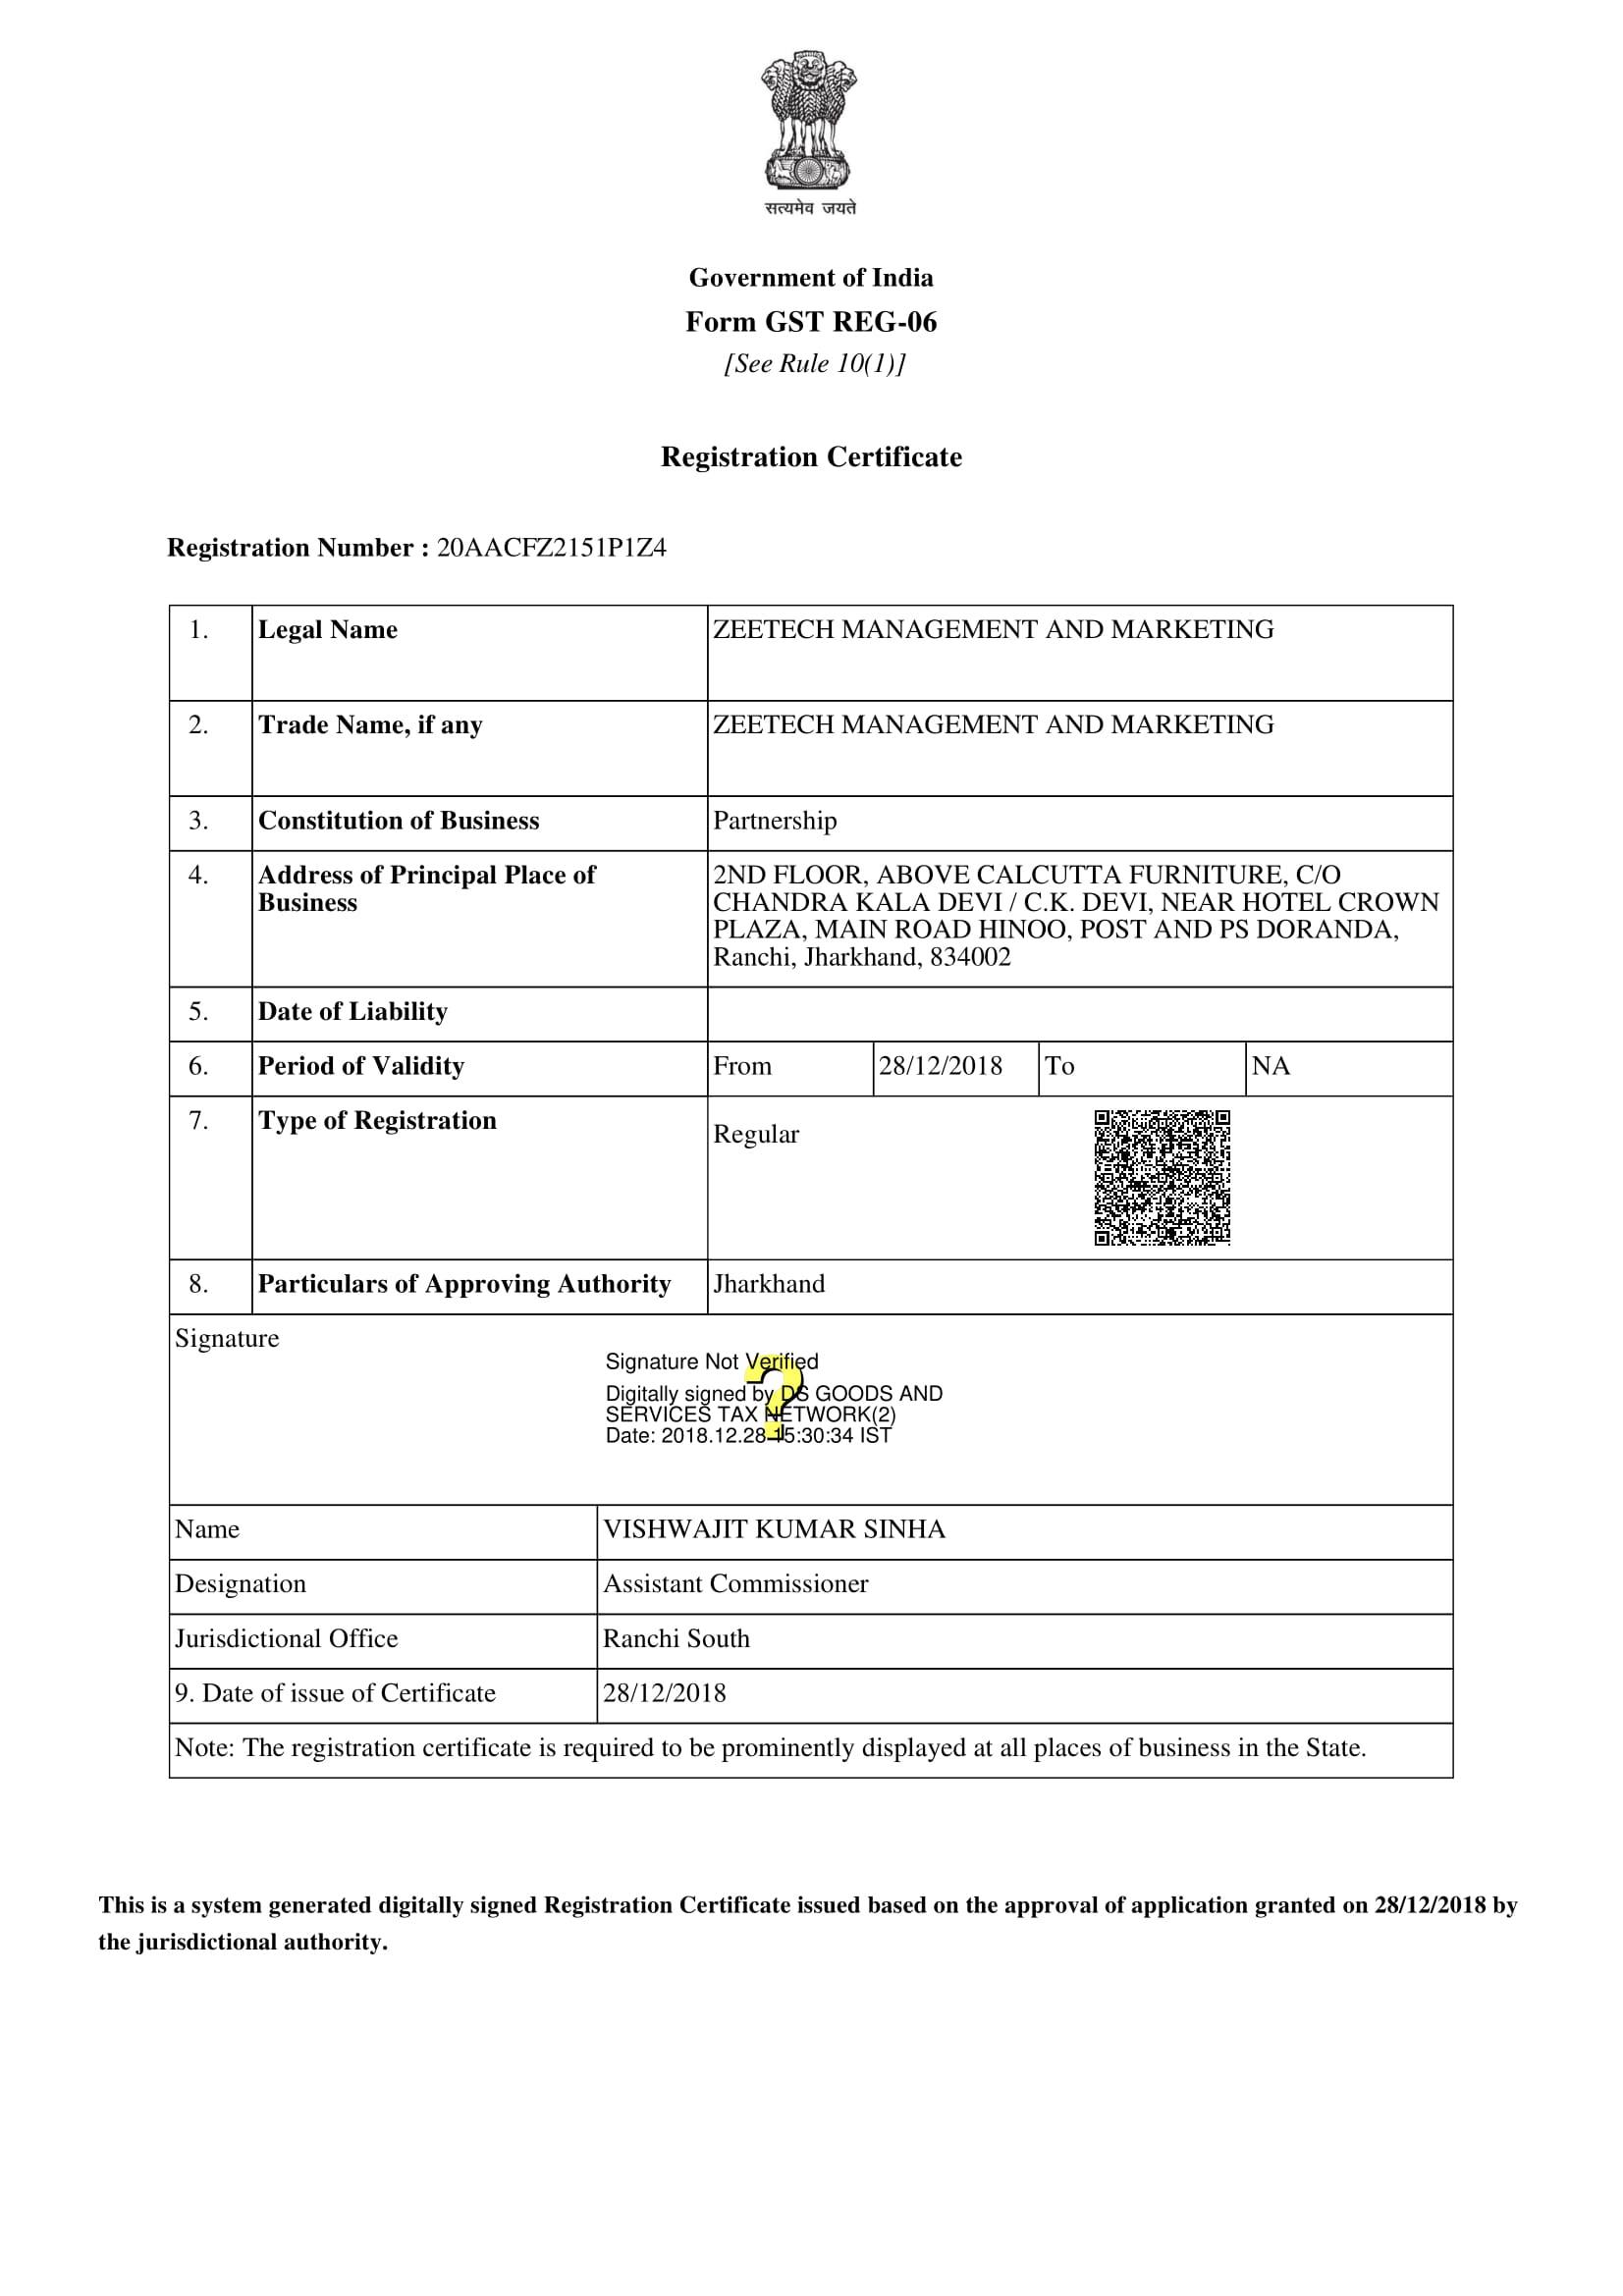 सत्यमेव जयते
Government of India
Form GST REG-06
[See Rule 10(1)]
Registration Certificate
Registration Number : 20AACFZ2151P1Z4
1. Legal Name ZEETECH MANAGEMENT AND MARKETING
2. Trade Name, if any ZEETECH MANAGEMENT AND MARKETING
3. Constitution of Business Partnership
4. Address of Principal Place of
Business
2ND FLOOR, ABOVE CALCUTTA FURNITURE, C/O
CHANDRA KALA DEVI / C.K. DEVI, NEAR HOTEL CROWN
PLAZA, MAIN ROAD HINOO, POST AND PS DORANDA,
Ranchi, Jharkhand, 834002
5. Date of Liability
6. Period of Validity From 28/12/2018 To NA
7. Type of Registration Regular
8. Particulars of Approving Authority Jharkhand
Signature
Signature Not Verified
Digitally signed by DS GOODS AND
SERVICES TAX NETWORK(2)
Date: 2018.12.28 15:30:34 IST
Name VISHWAJIT KUMAR SINHA
Designation Assistant Commissioner
Jurisdictional Office Ranchi South
9. Date of issue of Certificate 28/12/2018
Note: The registration certificate is required to be prominently displayed at all places of business in the State.
This is a system generated digitally signed Registration Certificate issued based on the approval of application granted on 28/12/2018 by
the jurisdictional authority.